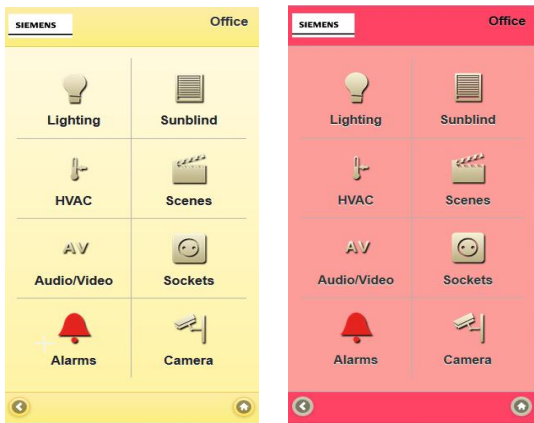 SIEMENS
Office
Lighting
Sunblind
HVAC
Scenes
AV
Audio/Video
Sockets
Alarms
Camera
SIEMENS
Office
Lighting
Sunblind
HVAC
Scenes
AV
Audio/Video
Sockets
Alarms
Camera